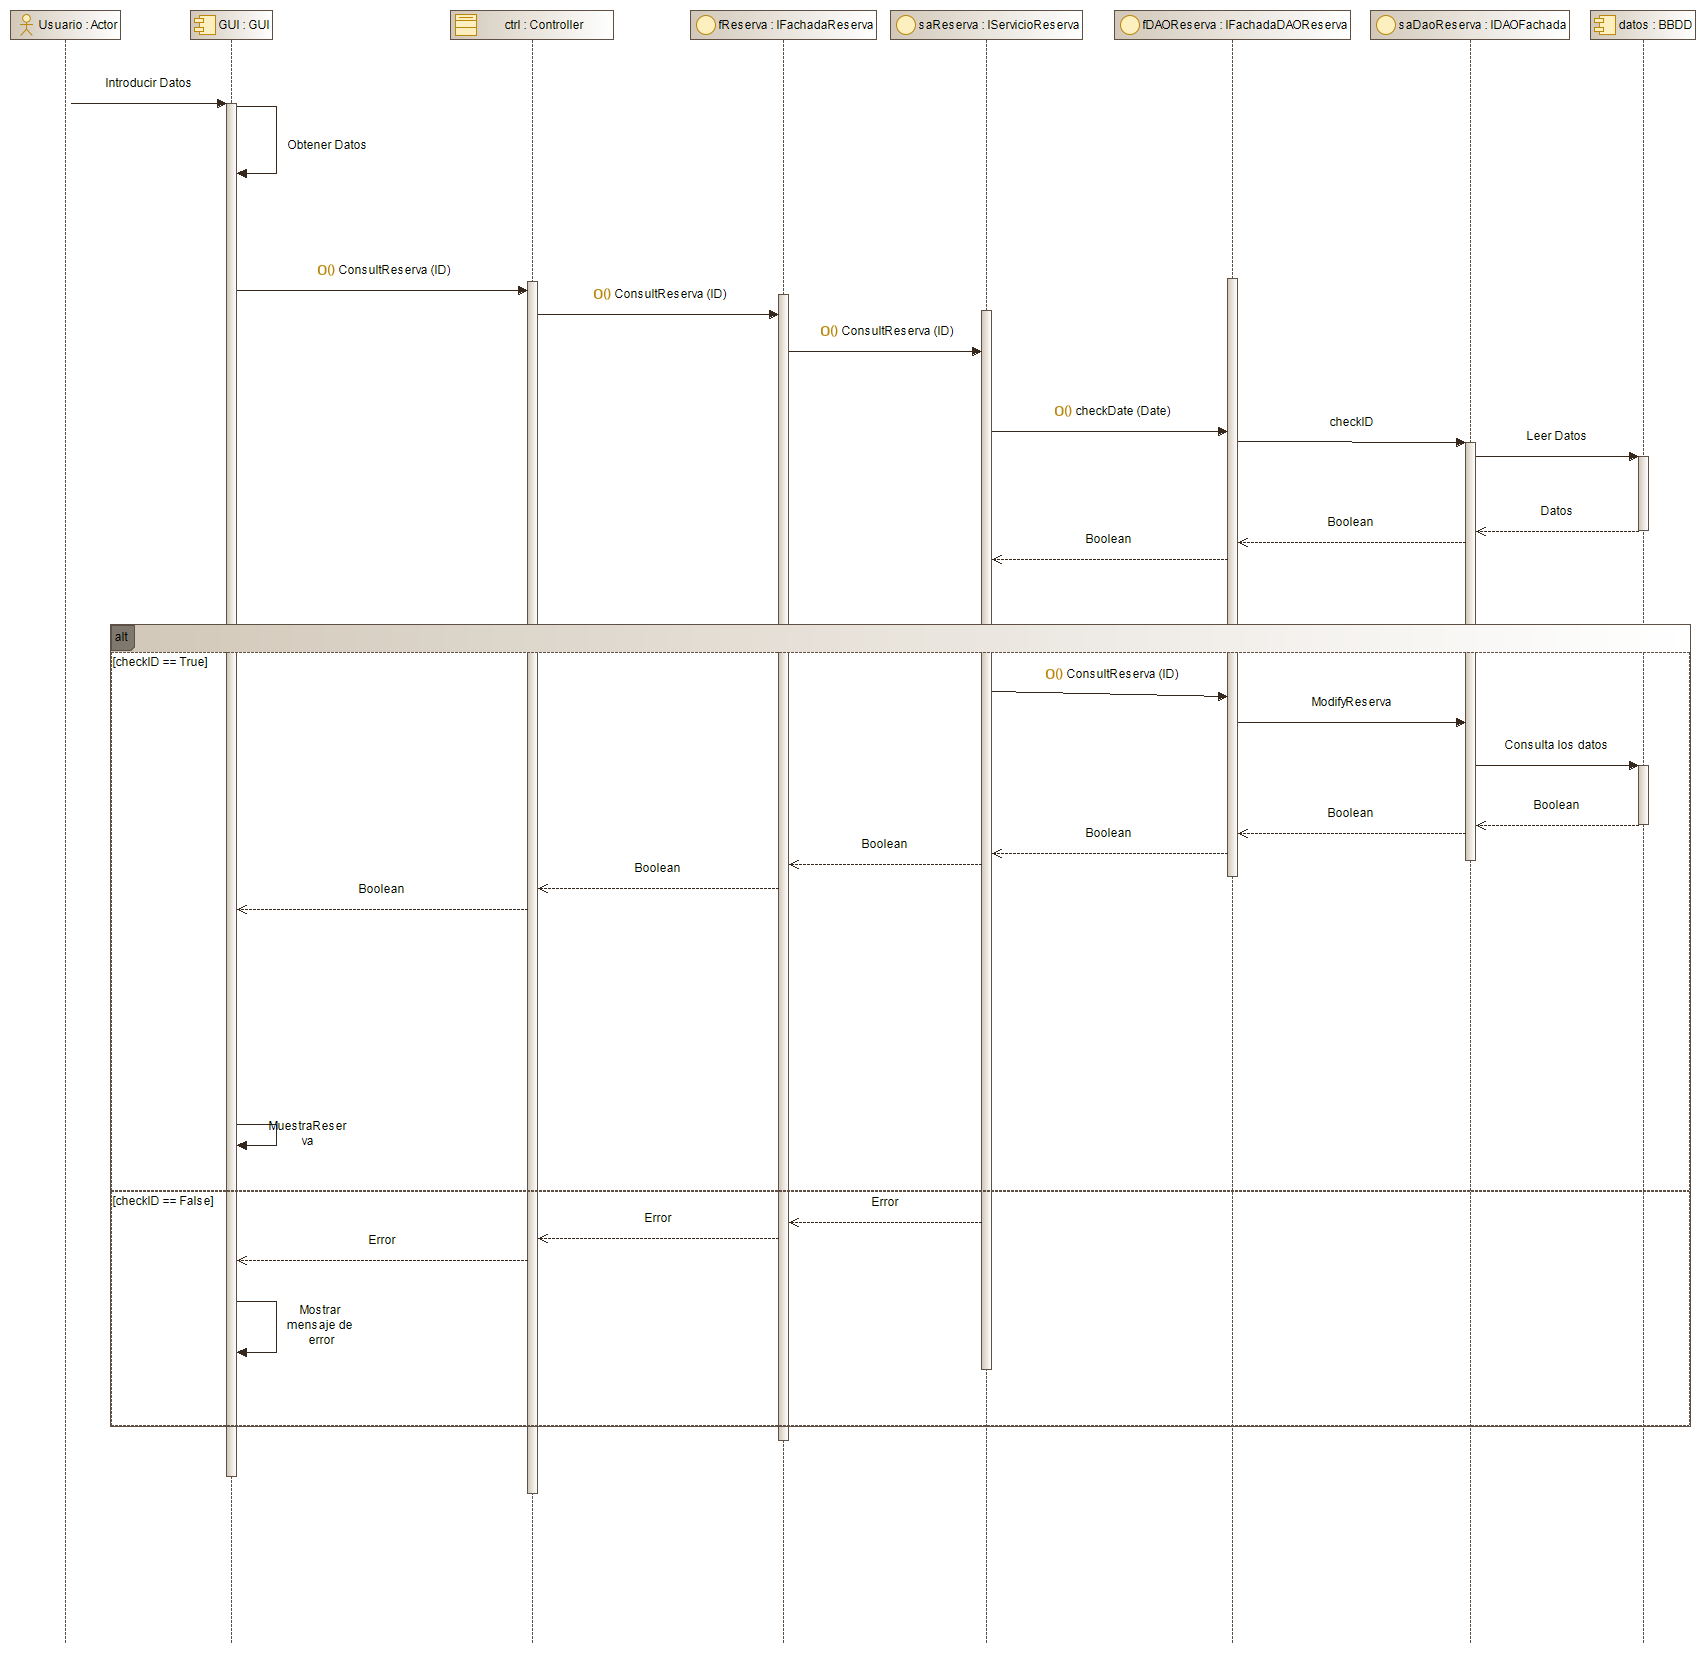 Usuario : Actor
GUI : GUI
ctrl : Controller
fReserva : IFachadaReserva
saReserva : IServicioReserva
fDAOReserva : IFachadaDAOReserva
saDaoReserva : IDAOFachada
datos : BBDD
Introducir Datos
Obtener Datos
O() ConsultReserva (ID)
O() ConsultReserva (ID)
O() ConsultReserva (ID)
O() checkDate (Date)
checkID
Leer Datos
Datos
Boolean
Boolean
alt
[checkID == True]
O() ConsultReserva (ID)
ModifyReserva
Consulta los datos
Boolean
Boolean
Boolean
Boolean
Boolean
Boolean
MuestraReser
va
[checkID == False]
Error
Error
Error
Mostrar
mensaje de
error